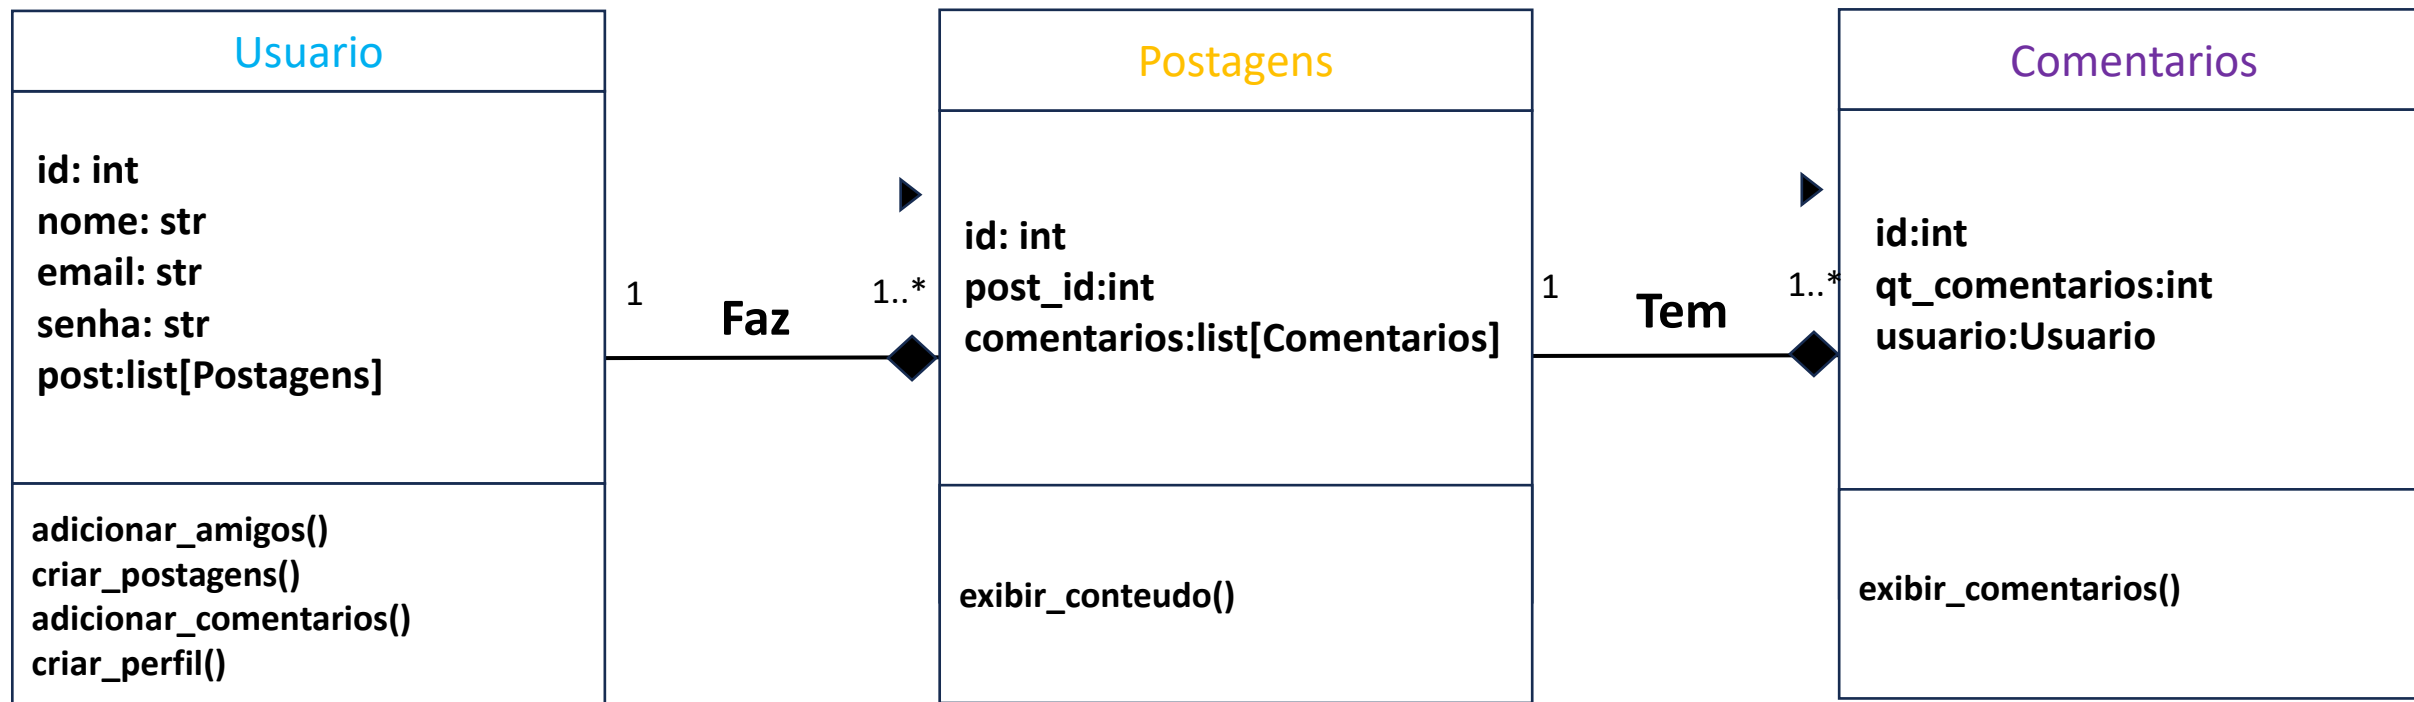 Usuario
id: int
nome: str
email: str
senha: str
post:list[Postagens]
adicionar_amigos()
criar_postagens()
adicionar_comentarios()
criar_perfil()
1
Faz
1..*
Postagens
id: int
post_id:int
comentarios:list[Comentarios]
exibir_conteudo()
1
Tem
1..*
Comentarios
id:int
qt_comentarios:int
usuario:Usuario
exibir_comentarios()